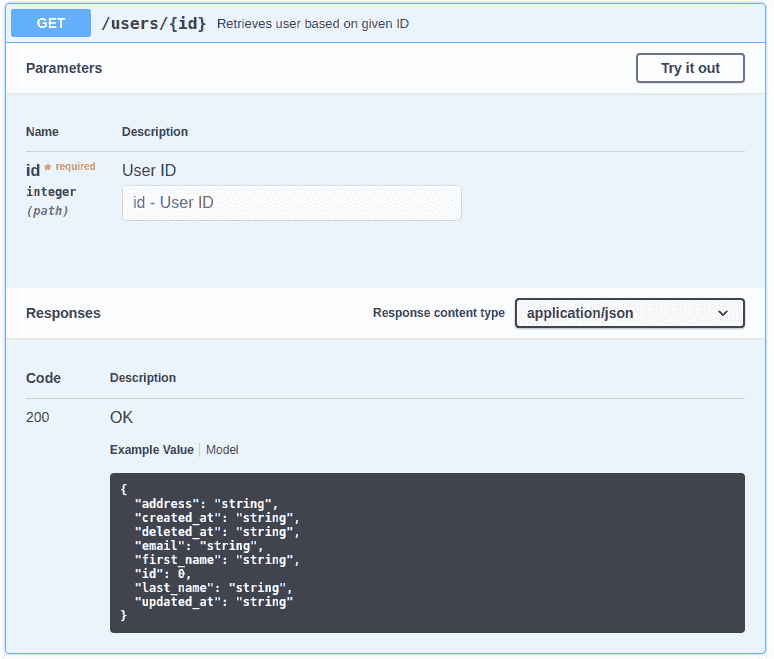 GET /users/{id} Retrieves user based on given ID
Parameters Try it out
Name Description
id * required User ID
integer id - User ID
(path)
Responses Response content type application/json
Code Description
200 OK
Example Value Model
{
  "address": "string",
  "created_at": "string",
  "deleted_at": "string",
  "email": "string",
  "first_name": "string",
  "id": 0,
  "last_name": "string",
  "updated_at": "string"
}